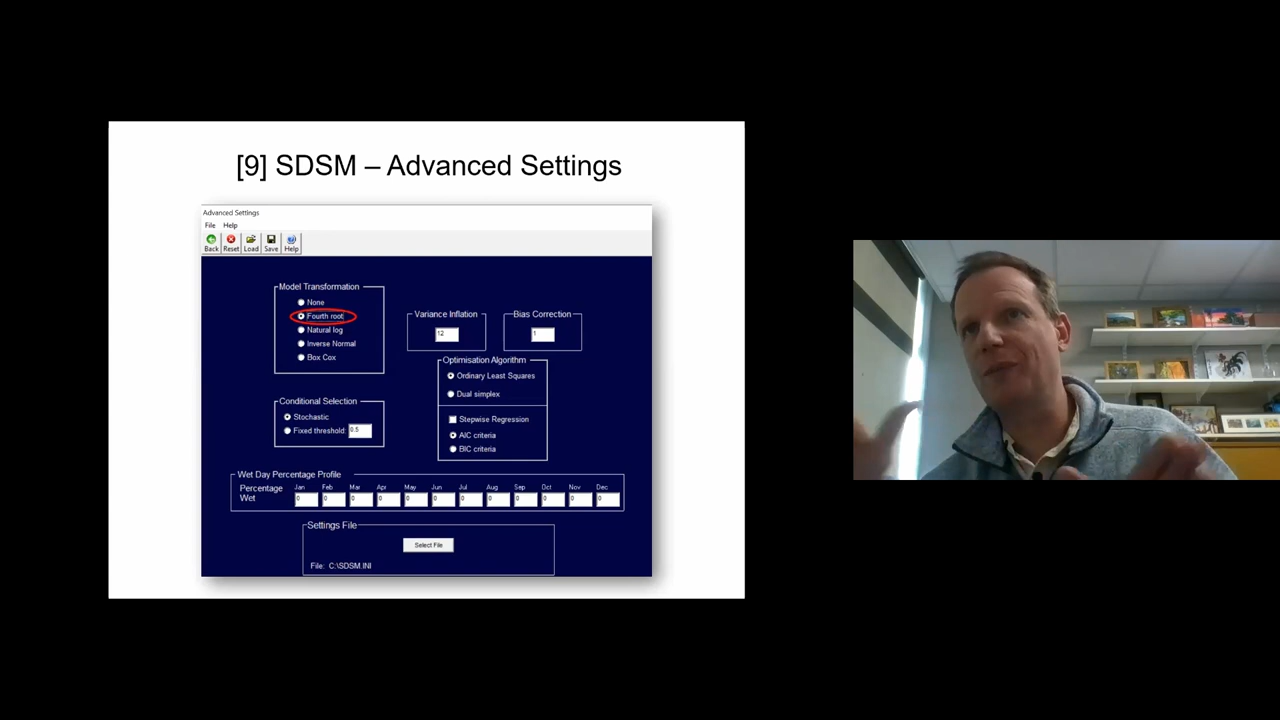 [9] SDSM – Advanced Settings
Advanced Settings
File Help
Back Reset Load Save Help
Model Transformation
None
Fourth root
Natural log
Inverse Normal
Box Cox
Variance Inflation
12
Bias Correction
1
Optimisation Algorithm
Ordinary Least Squares
Dual simplex
Stepwise Regression
AIC criteria
BIC criteria
Conditional Selection
Stochastic
Fixed threshold: 0.5
Wet Day Percentage Profile
Jan Feb Mar Apr May Jun Jul Aug Sep Oct Nov Dec
Percentage Wet
0 0 0 0 0 0 0 0 0 0 0 0
Settings File
Select File
File: C:\SDSM.INI